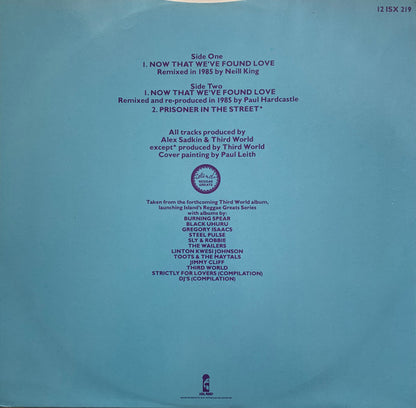 12 ISX 219
Side One
1. NOW THAT WE'VE FOUND LOVE
Remixed in 1985 by Neill King
Side Two
1. NOW THAT WE'VE FOUND LOVE
Remixed and re-produced in 1985 by Paul Hardcastle
2. PRISONER IN THE STREET*
All tracks produced by
Alex Sadkin & Third World
except* produced by Third World
Cover painting by Paul Leith
Island
REGGAE
GREATS
Taken from the forthcoming Third World album,
launching Island's Reggae Greats Series
with albums by:
BURNING SPEAR
BLACK UHURU
GREGORY ISAACS
STEEL PULSE
SLY & ROBBIE
THE WAILERS
LINTON KWESI JOHNSON
TOOTS & THE MAYTALS
JIMMY CLIFF
THIRD WORLD
STRICTLY FOR LOVERS (COMPILATION)
DJ'S (COMPILATION)
ISLAND